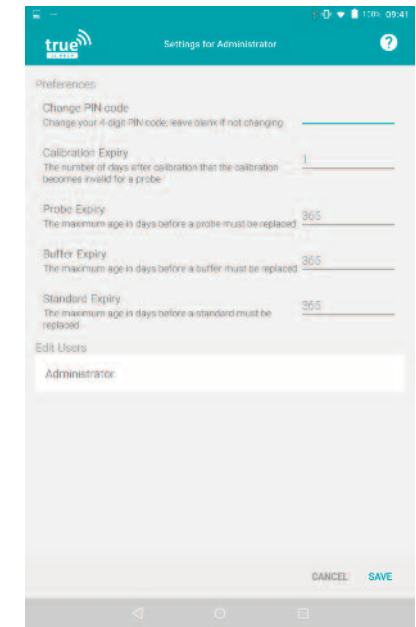 100% 09:41
true
Settings for Administrator
?
Preferences
Change PIN code
Change your 4-digit PIN code; leave blank if not changing
Calibration Expiry
The number of days after calibration that the calibration
becomes invalid for a probe
1
Probe Expiry
The maximum age in days before a probe must be replaced
365
Buffer Expiry
The maximum age in days before a buffer must be replaced
365
Standard Expiry
The maximum age in days before a standard must be
replaced
365
Edit Users
Administrator
CANCEL SAVE